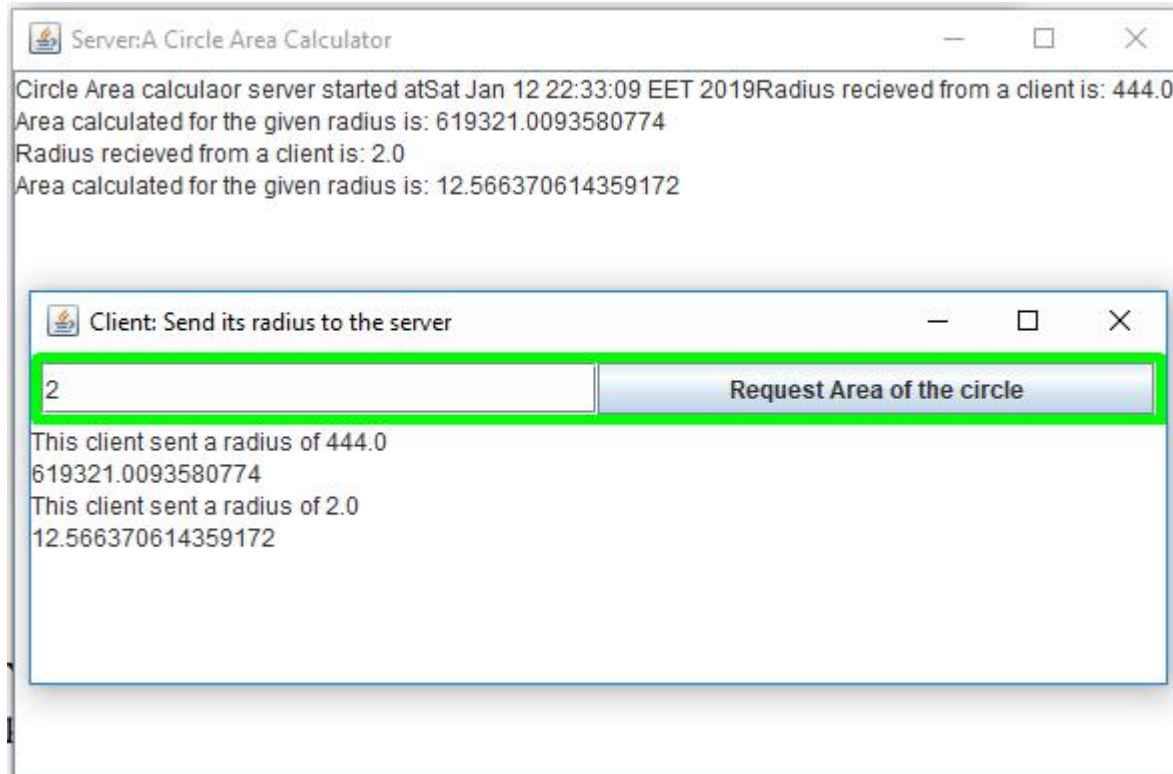 Server:A Circle Area Calculator
Circle Area calculaor server started atSat Jan 12 22:33:09 EET 2019Radius recieved from a client is: 444.0
Area calculated for the given radius is: 619321.0093580774
Radius recieved from a client is: 2.0
Area calculated for the given radius is: 12.566370614359172
Client: Send its radius to the server
2 Request Area of the circle
This client sent a radius of 444.0
619321.0093580774
This client sent a radius of 2.0
12.566370614359172